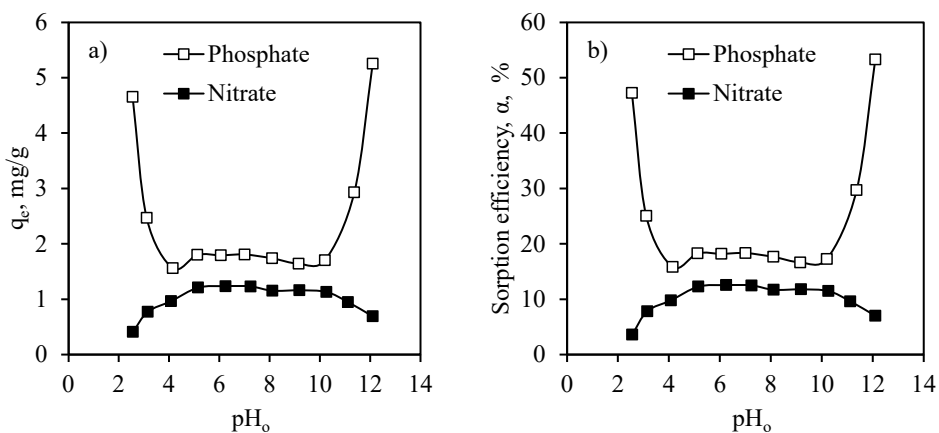 a)
Phosphate
Nitrate
qₑ, mg/g
6
5
4
3
2
1
0
0 2 4 6 8 10 12 14
pHₒ
b)
Phosphate
Nitrate
Sorption efficiency, α, %
60
50
40
30
20
10
0
0 2 4 6 8 10 12 14
pHₒ